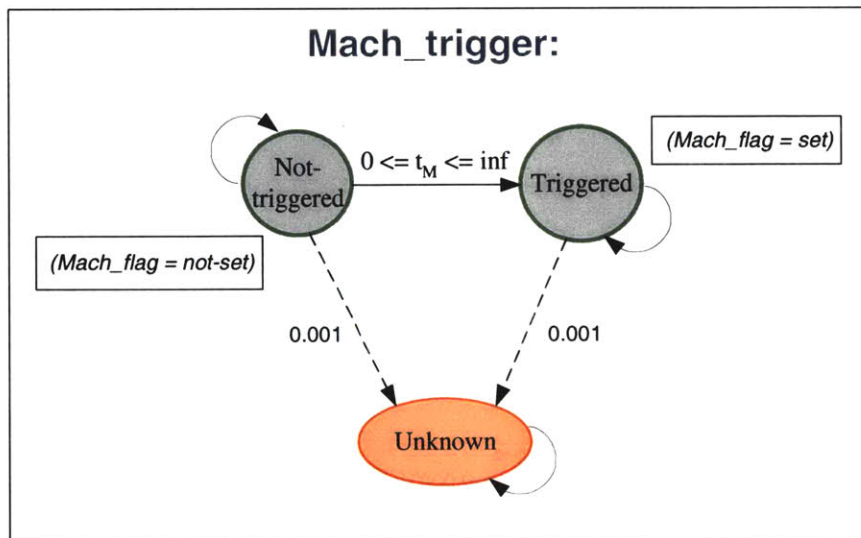 Mach_trigger:
(Mach_flag = set)
0 <= tM <= inf
Not-
triggered
Triggered
(Mach_flag = not-set)
0.001
0.001
Unknown